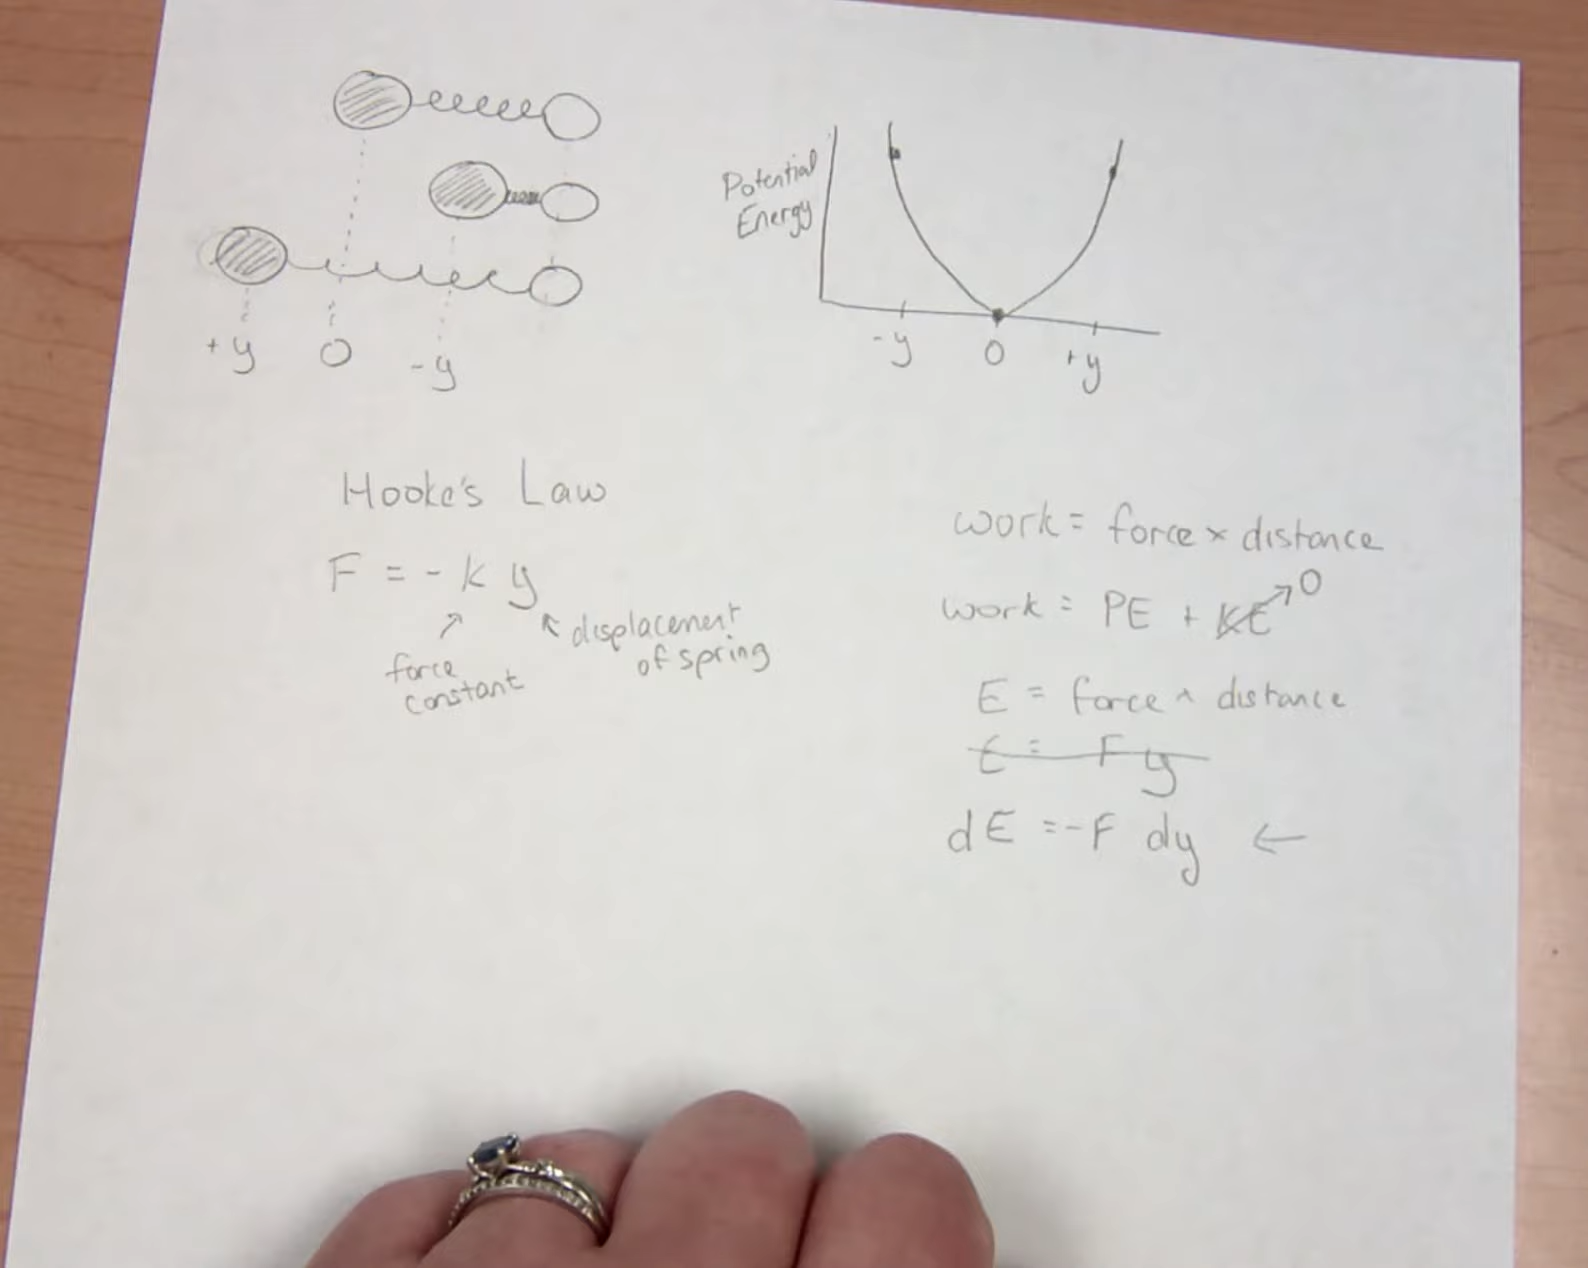 +y 0 -y
Potential
Energy
-y 0 +y
Hooke's Law
F = - k y
force
constant
displacement
of spring
work = force × distance
work = PE + KE → 0
E = force × distance
E = F y
dE = -F dy ←